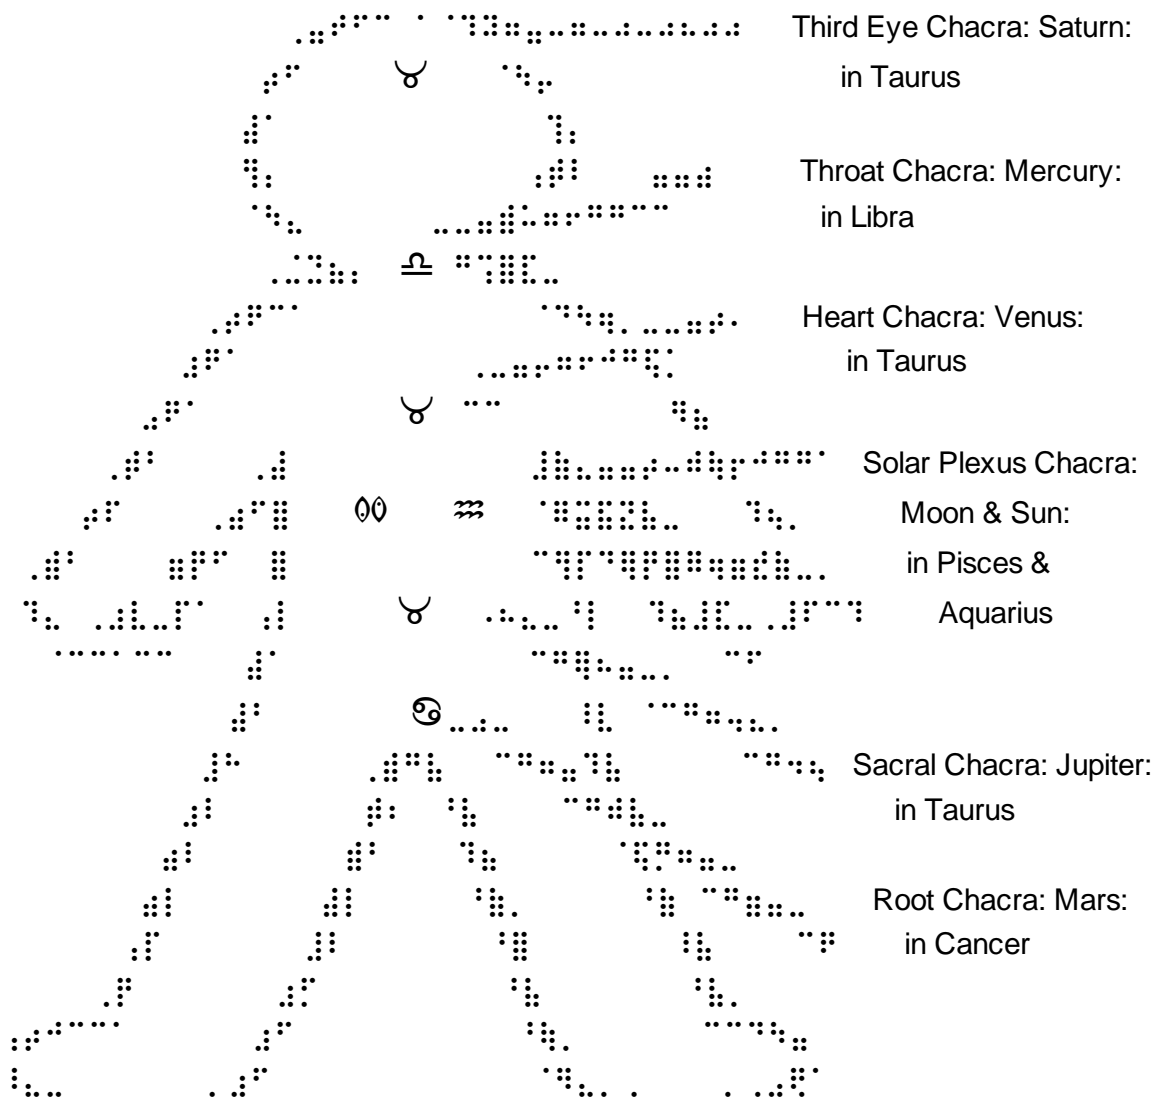 Third Eye Chacra: Saturn:
in Taurus
♉
Throat Chacra: Mercury:
in Libra
♎
Heart Chacra: Venus:
in Taurus
♉
Solar Plexus Chacra:
Moon & Sun:
♒
in Pisces &
Aquarius
♉
♋
Sacral Chacra: Jupiter:
in Taurus
Root Chacra: Mars:
in Cancer